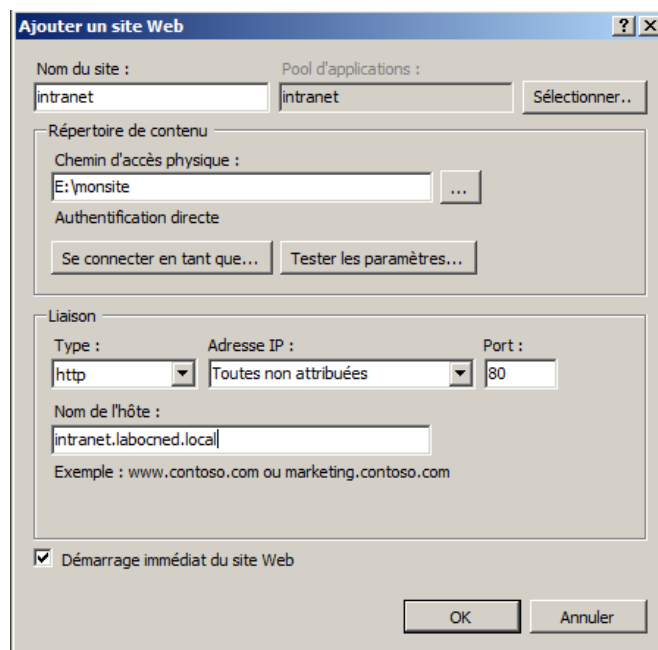 Ajouter un site Web
Nom du site : Pool d'applications :
intranet intranet Sélectionner..
Répertoire de contenu
Chemin d'accès physique :
E:\monsite ...
Authentification directe
Se connecter en tant que... Tester les paramètres...
Liaison
Type : Adresse IP : Port :
http Toutes non attribuées 80
Nom de l'hôte :
intranet.labocned.local
Exemple : www.contoso.com ou marketing.contoso.com
Démarrage immédiat du site Web
OK Annuler